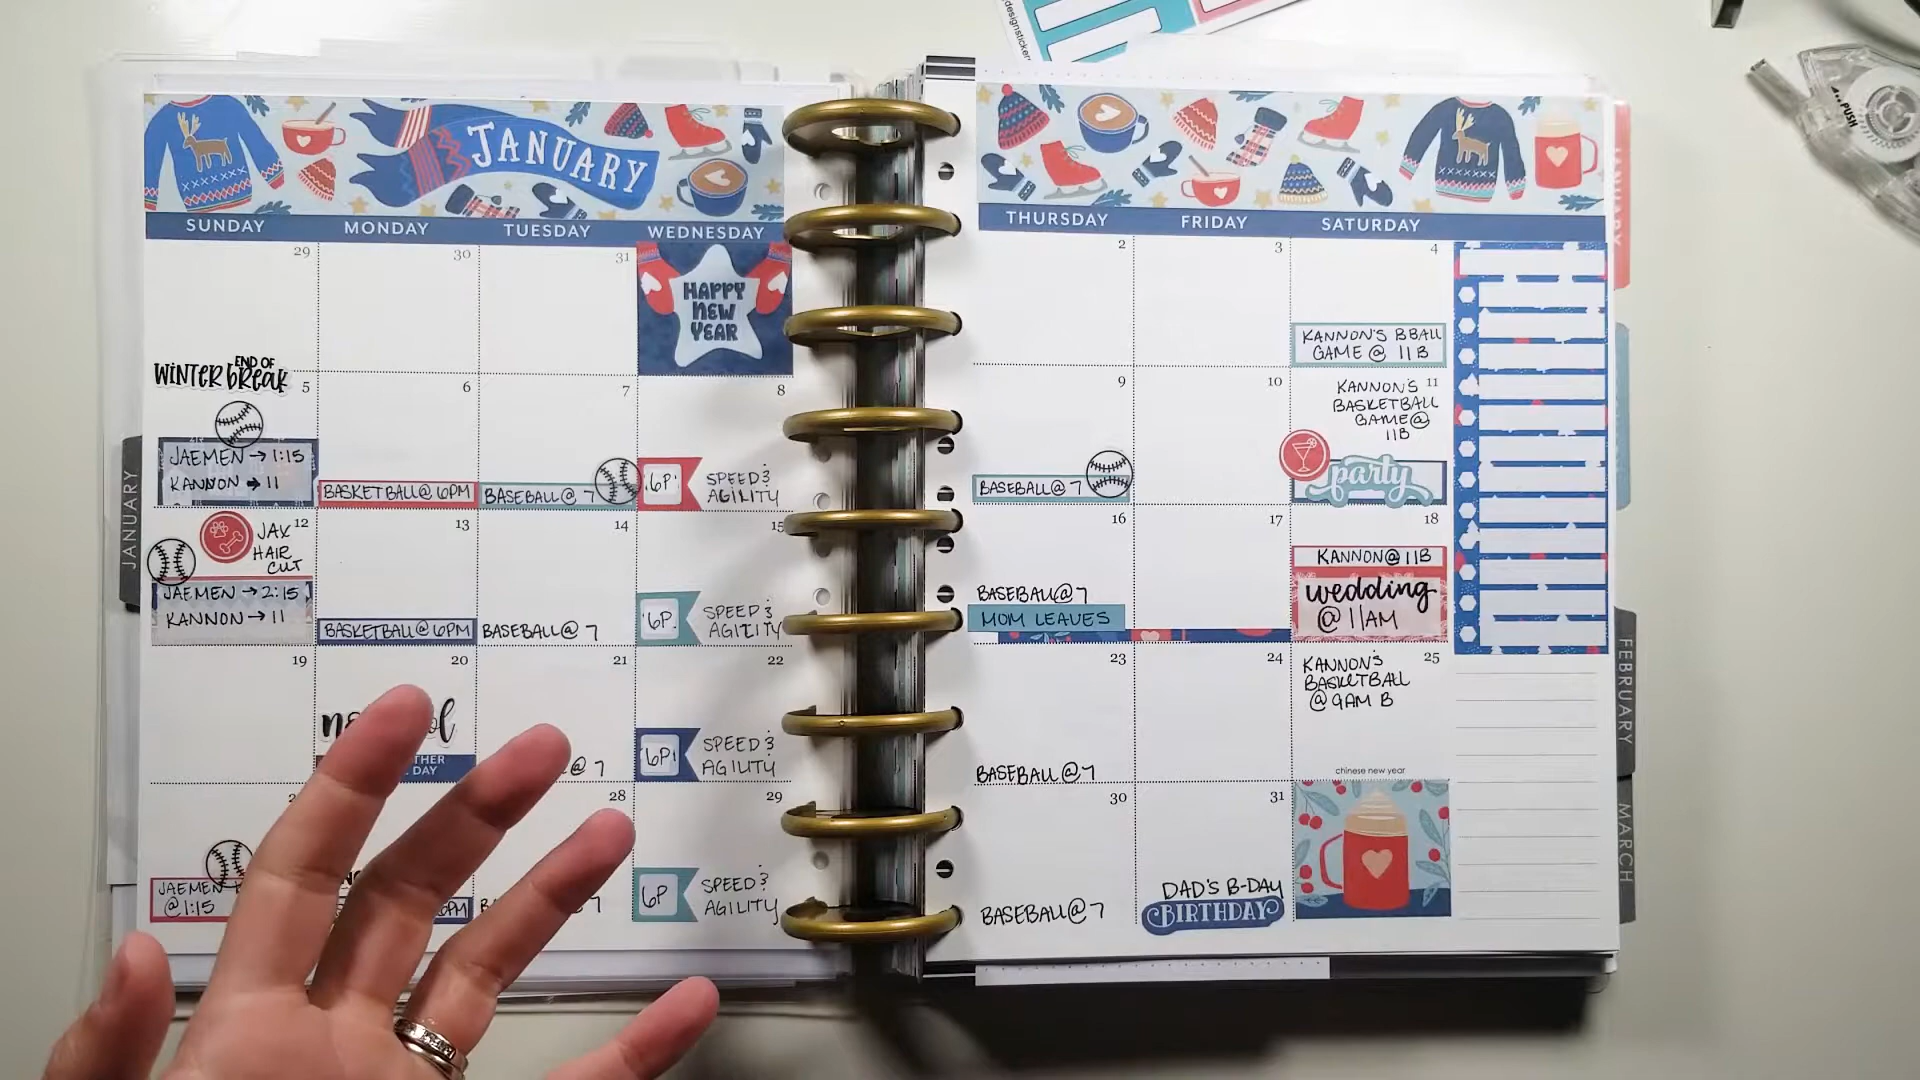 designsticker
PUSH
JANUARY
SUNDAY
MONDAY
TUESDAY
WEDNESDAY
THURSDAY
FRIDAY
SATURDAY
29
30
31
HAPPY
NEW
YEAR
2
3
4
KANNON'S BBALL
GAME @ 11B
END OF
WINTER break
5
JAEMEN → 1:15
KANNON → 11
6
BASKETBALL@ 6PM
7
BASEBALL@ 7
8
6P
SPEED &
AGILITY
9
BASEBALL@ 7
10
11
KANNON'S
BASKETBALL
GAME@
11B
party
12
JAX
HAIR
CUT
JAEMEN → 2:15
KANNON → 11
13
BASKETBALL@6PM
14
BASEBALL@ 7
15
6P
SPEED &
AGILITY
16
BASEBALL@ 7
MOM LEAVES
17
18
KANNON@ 11B
wedding
@ 11AM
19
20
DAY
21
@ 7
22
6P
SPEED &
AGILITY
23
BASEBALL@ 7
24
25
KANNON'S
BASKETBALL
@ 9AM B
chinese new year
JAEMEN
@ 1:15
6PM
28
7
29
6P
SPEED &
AGILITY
30
BASEBALL@ 7
31
DAD'S B-DAY
BIRTHDAY
JANUARY
JANUARY
FEBRUARY
MARCH